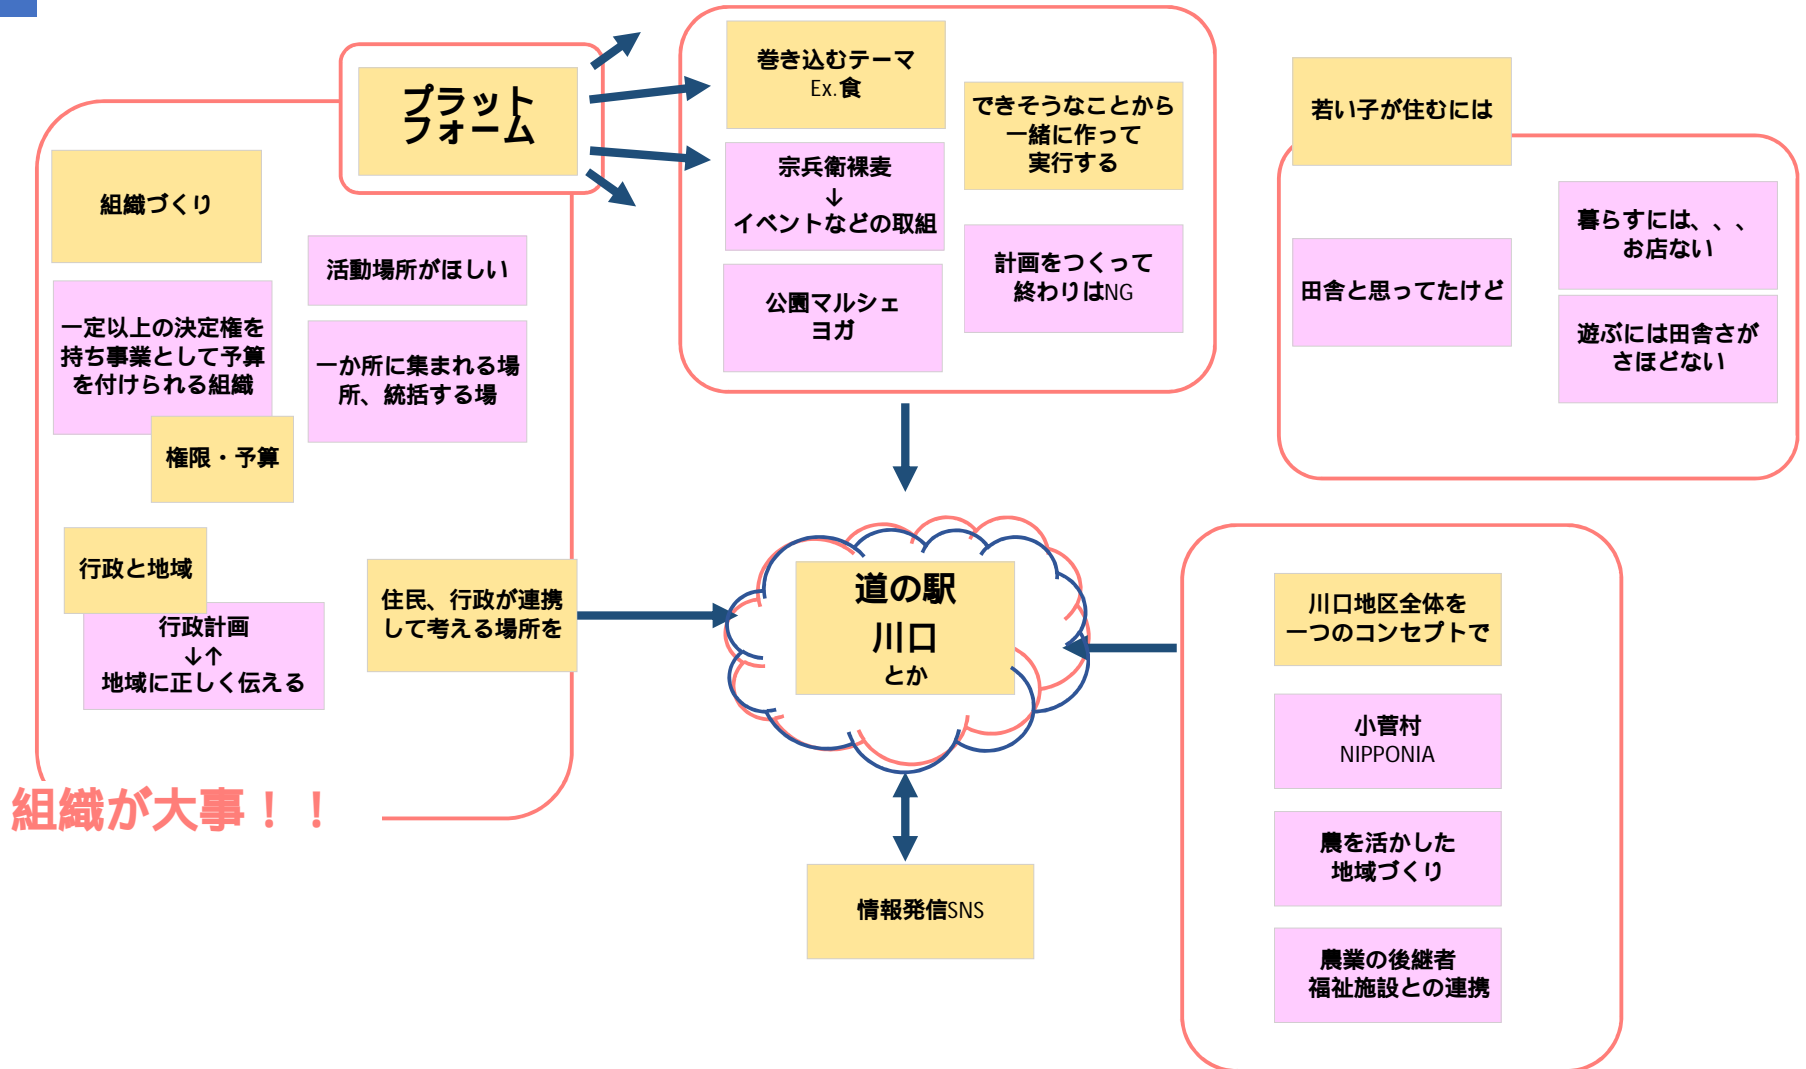 プラット
フォーム
組織づくり
活動場所がほしい
一定以上の決定権を
持ち事業として予算
を付けられる組織
一か所に集まれる場
所、統括する場
権限・予算
行政と地域
行政計画
↓↑
地域に正しく伝える
住民、行政が連携
して考える場所を
組織が大事！！
巻き込むテーマ
Ex.食
できそうなことから
一緒に作って
実行する
宗兵衛裸麦
↓
イベントなどの取組
計画をつくって
終わりはNG
公園マルシェ
ヨガ
若い子が住むには
田舎と思ってたけど
暮らすには、、、
お店ない
遊ぶには田舎さが
さほどない
道の駅
川口
とか
情報発信SNS
川口地区全体を
一つのコンセプトで
小菅村
NIPPONIA
農を活かした
地域づくり
農業の後継者
福祉施設との連携